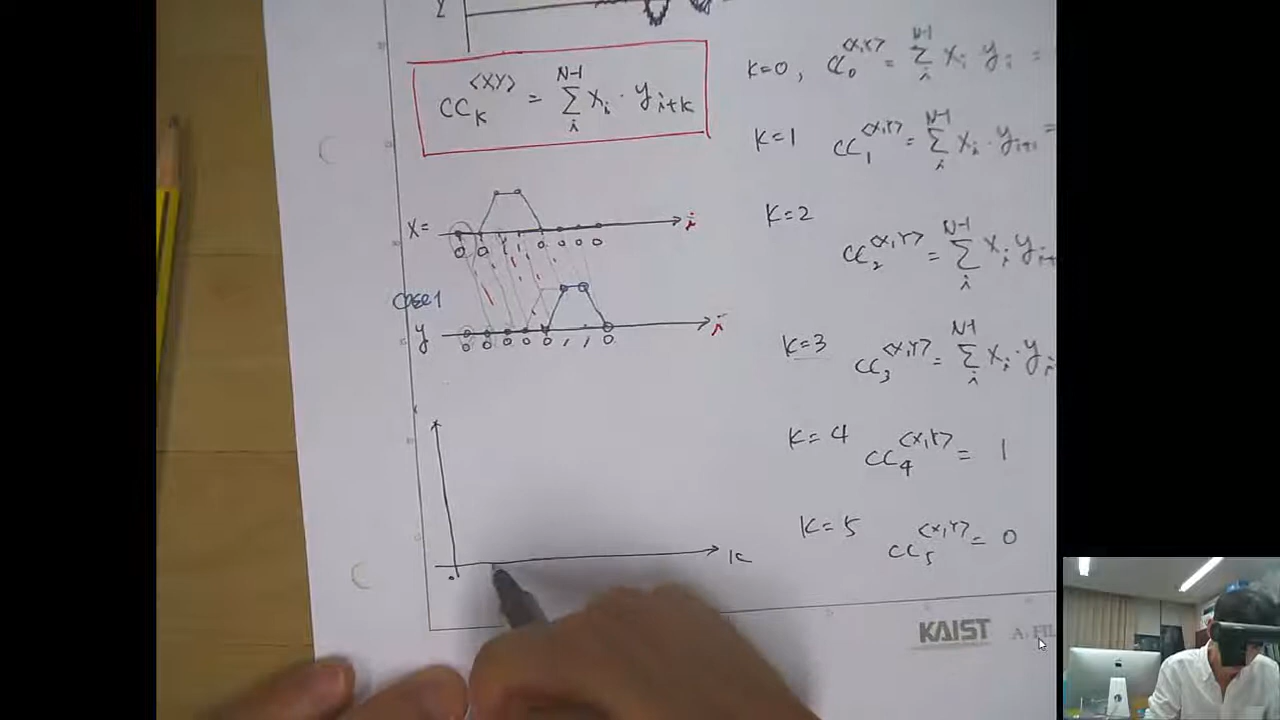 Y
CC_K^<XY> = Σ_i^{N-1} x_i · y_{i+k}
K=0, CC_0^<X,Y> = Σ_i^{N-1} x_i y_i =
K=1 CC_1^<X,Y> = Σ_i^{N-1} x_i · y_{i+1} =
K=2
CC_2^<X,Y> = Σ_i^{N-1} x_i y_{i+
X= i
0 0 1 1 0 0 0 0
Case1
y i
0 0 0 0 0 1 1 0
K=3 CC_3^<X,Y> = Σ_i^{N-1} x_i · y_i
K=4 CC_4^<X,Y> = 1
K=5 CC_5^<X,Y> = 0
0 K
KAIST